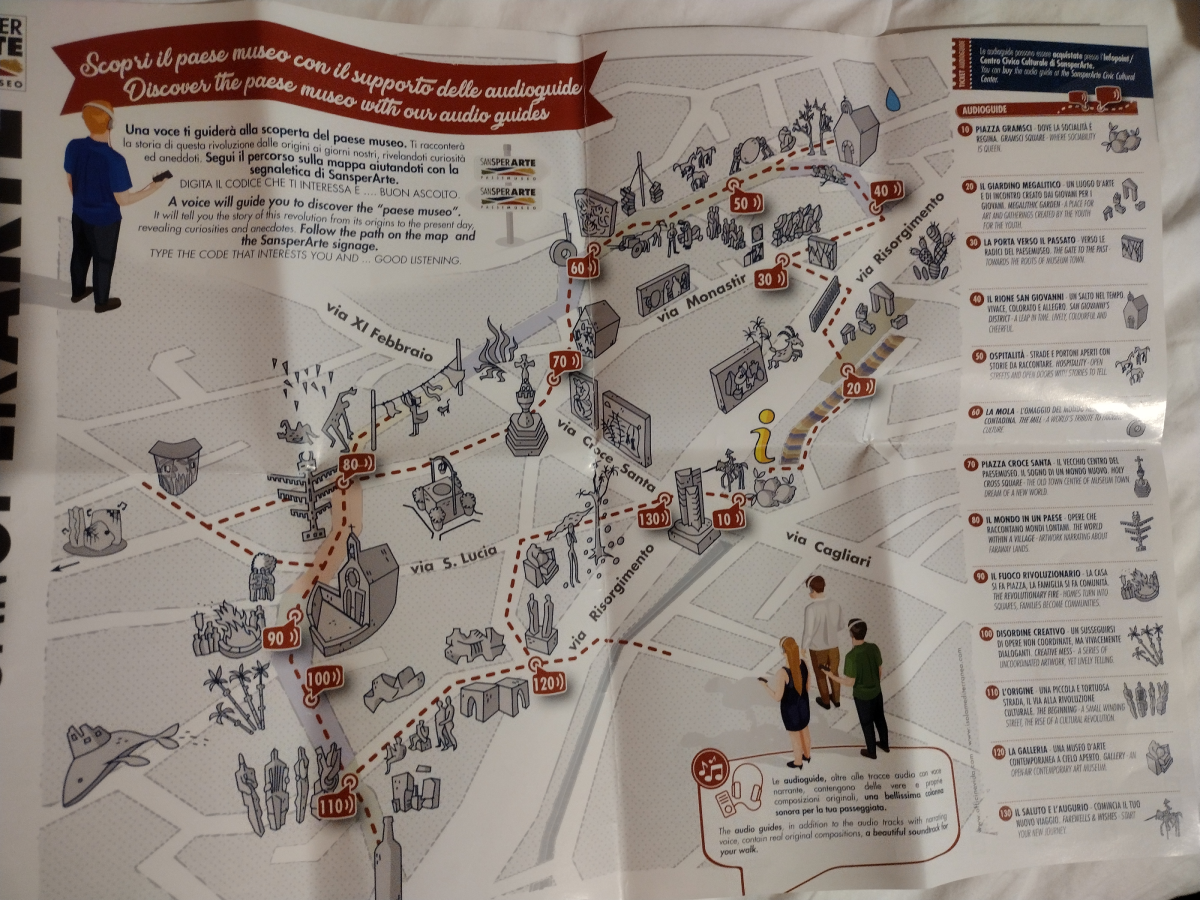 Scopri il paese museo con il supporto delle audioguide
Discover the paese museo with our audio guides
Una voce ti guiderà alla scoperta del paese museo. Ti racconterà
la storia di questa rivoluzione dalle origini ai giorni nostri, rivelandoti curiosità
ed aneddoti. Segui il percorso sulla mappa aiutandoti con la
segnaletica di SansperArte.
DIGITA IL CODICE CHE TI INTERESSA E .... BUON ASCOLTO.
A voice will guide you to discover the "paese museo".
It will tell you the story of this revolution from its origins to the present day,
revealing curiosities and anecdotes. Follow the path on the map and
the SansperArte signage.
TYPE THE CODE THAT INTERESTS YOU AND ... GOOD LISTENING.
SANSPERARTE
PAESEMUSEO
SANSPERARTE
PAESEMUSEO
via XI Febbraio
via Monastir
via Risorgimento
via Croce Santa
via S. Lucia
via Risorgimento
via Cagliari
40
50
60
30
70
20
80
130
10
90
100
120
110
i
Le audioguide possono essere acquistate presso l'Infopoint/
Centro Civico Culturale di SansperArte.
You can buy the audio guide at the SansperArte Civic Cultural
Center.
TICKET AUDIOGUIDE
AUDIOGUIDE
10 PIAZZA GRAMSCI - DOVE LA SOCIALITÀ È
REGINA. GRAMSCI SQUARE - WHERE SOCIABILITY
IS QUEEN.
20 IL GIARDINO MEGALITICO - UN LUOGO D'ARTE
E DI INCONTRO CREATO DAI GIOVANI PER I
GIOVANI. MEGALITHIC GARDEN - A PLACE FOR
ART AND GATHERINGS CREATED BY THE YOUTH
FOR THE YOUTH.
30 LA PORTA VERSO IL PASSATO - VERSO LE
RADICI DEL PAESEMUSEO. THE GATE TO THE PAST -
TOWARDS THE ROOTS OF MUSEUM TOWN.
40 IL RIONE SAN GIOVANNI - UN SALTO NEL TEMPO
VIVACE, COLORATO E ALLEGRO. SAN GIOVANNI'S
DISTRICT - A LEAP IN TIME. LIVELY, COLOURFUL AND
CHEERFUL.
50 OSPITALITÀ - STRADE E PORTONI APERTI CON
STORIE DA RACCONTARE. HOSPITALITY - OPEN
STREETS AND OPEN DOORS WITH STORIES TO TELL.
60 LA MOLA - L'OMAGGIO DEL MONDO
CONTADINA. THE MILL - A WORLD'S TRIBUTE TO
CULTURE.
70 PIAZZA CROCE SANTA - IL VECCHIO CENTRO DEL
PAESEMUSEO. IL SOGNO DI UN MONDO NUOVO. HOLY
CROSS SQUARE - THE OLD TOWN CENTRE OF MUSEUM TOWN.
DREAM OF A NEW WORLD.
80 IL MONDO IN UN PAESE - OPERE CHE
RACCONTANO MONDI LONTANI. THE WORLD
WITHIN A VILLAGE - ARTWORK NARRATING ABOUT
FARAWAY LANDS.
90 IL FUOCO RIVOLUZIONARIO - LA CASA
SI FA PIAZZA, LA FAMIGLIA SI FA COMUNITÀ.
THE REVOLUTIONARY FIRE - HOMES TURN INTO
SQUARES, FAMILIES BECOME COMMUNITIES.
100 DISORDINE CREATIVO - UN SUSSEGUIRSI
DI OPERE NON COORDINATE, MA VIVACEMENTE
DIALOGANTI. CREATIVE MESS - A SERIES OF
UNCOORDINATED ARTWORK, YET LIVELY TELLING
110 L'ORIGINE - UNA PICCOLA E TORTUOSA
STRADA, IL VIA ALLA RIVOLUZIONE
CULTURALE. THE BEGINNING - A SMALL WINDING
STREET, THE RISE OF A CULTURAL REVOLUTION.
120 LA GALLERIA - UNA MUSEO D'ARTE
CONTEMPORANEA A CIELO APERTO. GALLERY - AN
OPEN AIR CONTEMPORARY ART MUSEUM.
130 IL SALUTO E L'AUGURIO - COMINCIA IL TUO
NUOVO VIAGGIO. FAREWELLS & WISHES - START
YOUR NEW JOURNEY.
Le audioguide, oltre alle tracce audio con voce
narrante, contengono delle vere e proprie
composizioni originali, una bellissima colonna
sonora per la tua passeggiata.
The audio guides, in addition to the audio tracks with narrating
voice, contain real original compositions, a beautiful soundtrack for
your walk.